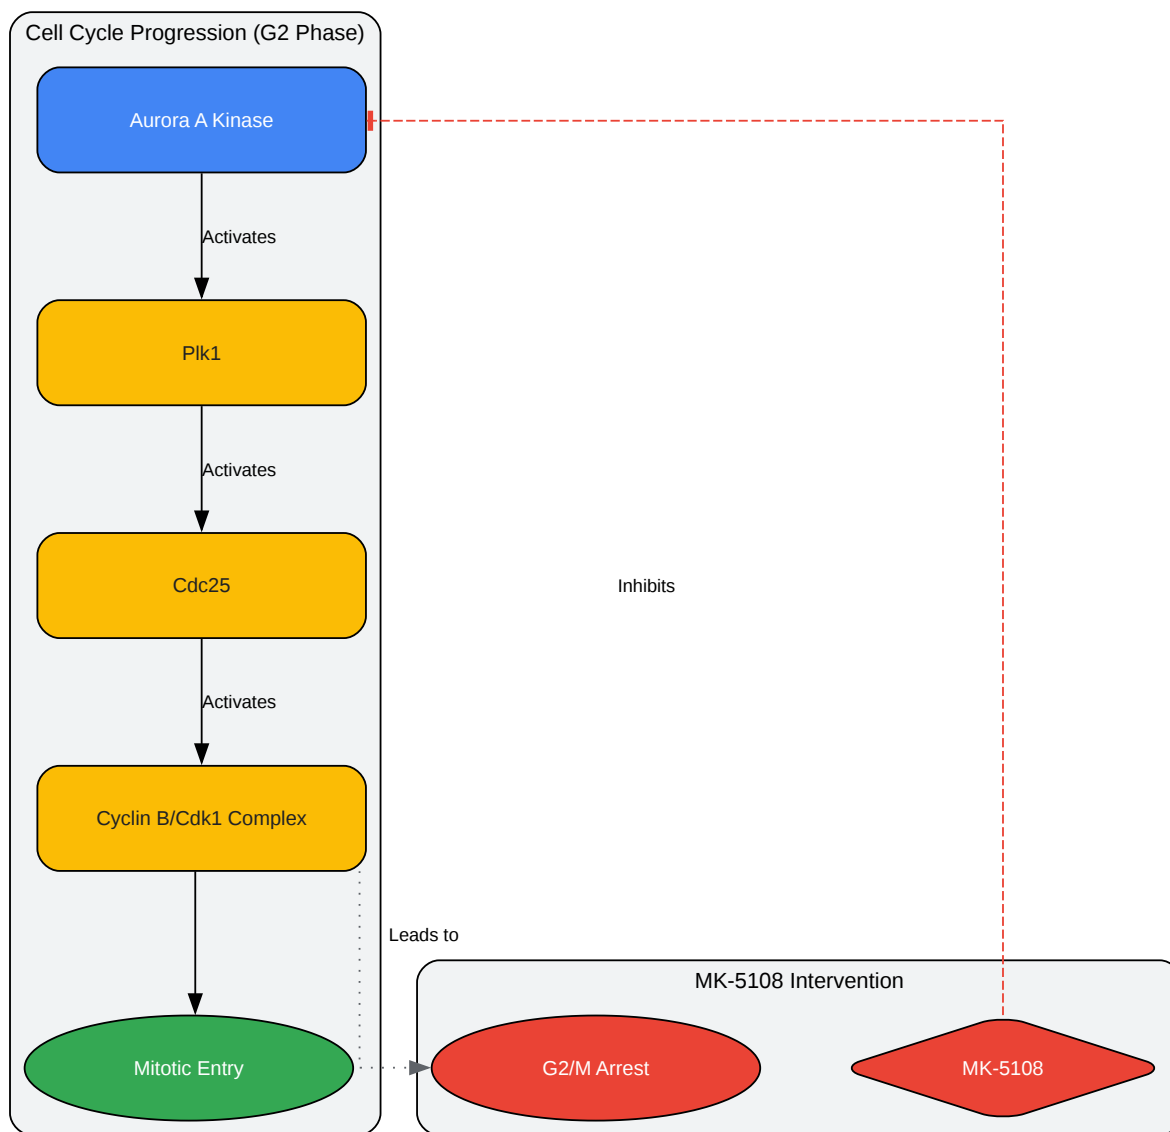 Cell Cycle Progression (G2 Phase)
Aurora A Kinase
Activates
Plk1
Activates
Cdc25
Inhibits
Activates
Cyclin B/Cdk1 Complex
Leads to
MK-5108 Intervention
Mitotic Entry
G2/M Arrest
MK-5108